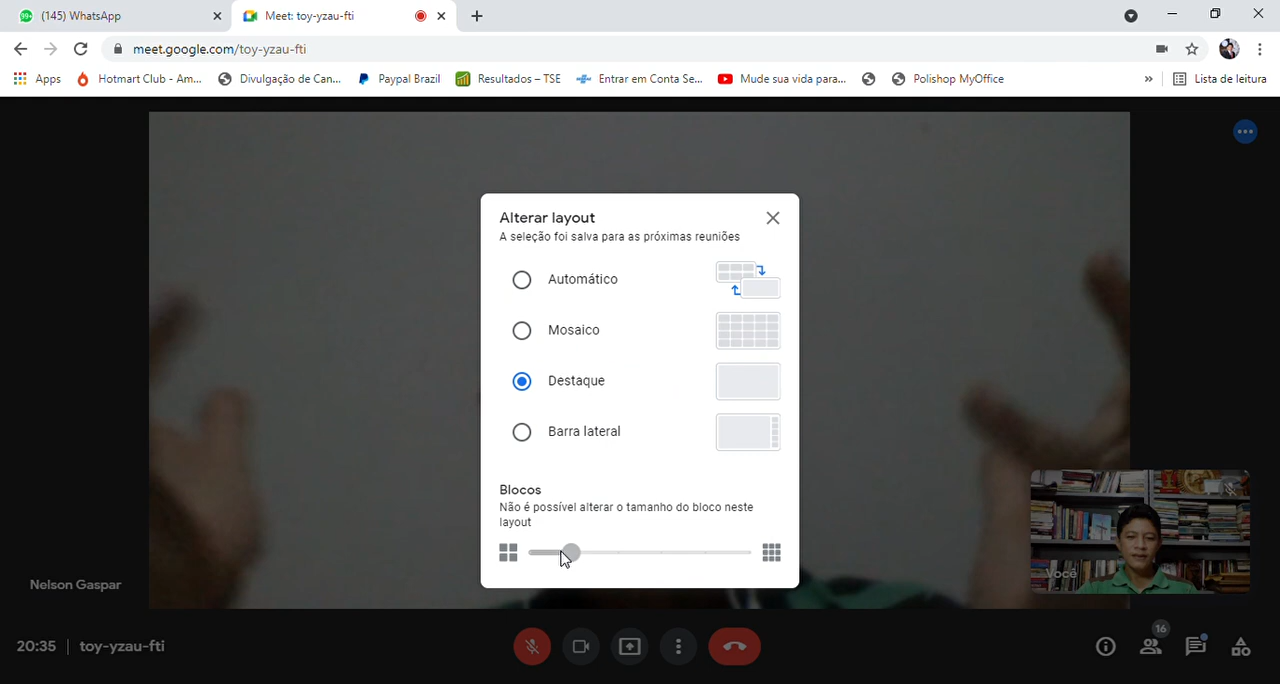 (145) WhatsApp
Meet: toy-yzau-fti
meet.google.com/toy-yzau-fti
Apps
Hotmart Club - Am...
Divulgação de Can...
Paypal Brazil
Resultados – TSE
Entrar em Conta Se...
Mude sua vida para...
Polishop MyOffice
»
Lista de leitura
Alterar layout
A seleção foi salva para as próximas reuniões
Automático
Mosaico
Destaque
Barra lateral
Blocos
Não é possível alterar o tamanho do bloco neste
layout
Você
Nelson Gaspar
20:35 | toy-yzau-fti
16